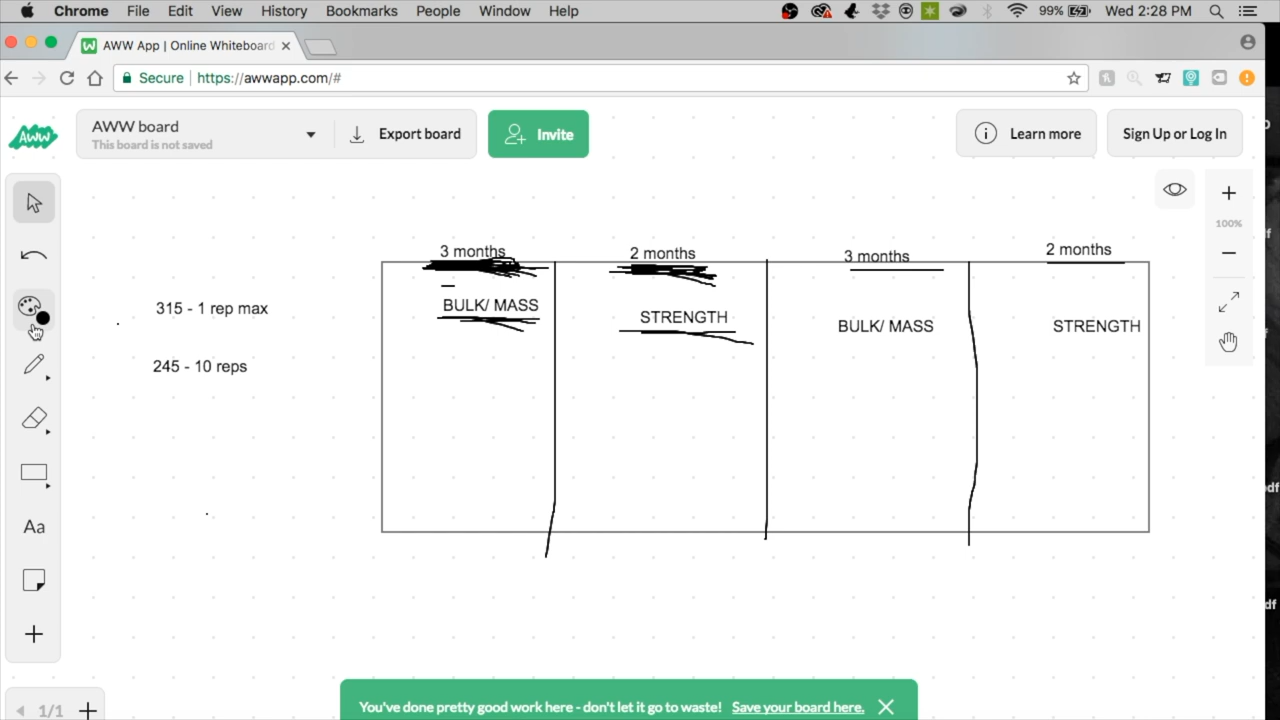 Chrome File Edit View History Bookmarks People Window Help 99% Wed 2:28 PM
AWW App | Online Whiteboard
Secure https://awwapp.com/#
AWW
AWW board
This board is not saved
Export board
Invite
Learn more
Sign Up or Log In
100%
3 months
2 months
3 months
2 months
315 - 1 rep max
BULK/ MASS
STRENGTH
BULK/ MASS
STRENGTH
245 - 10 reps
Aa
1/1
You've done pretty good work here - don't let it go to waste! Save your board here.
df